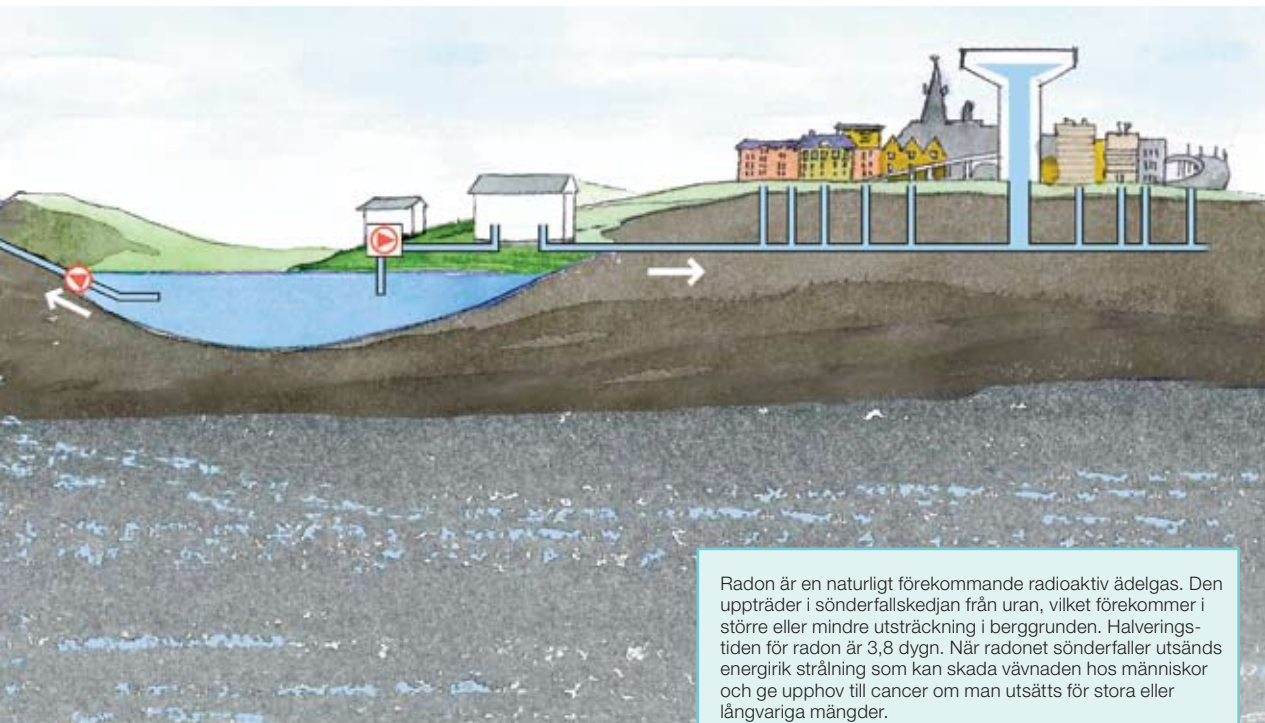 Radon är en naturligt förekommande radioaktiv ädelgas. Den
uppträder i sönderfallskedjan från uran, vilket förekommer i
större eller mindre utsträckning i berggrunden. Halverings-
tiden för radon är 3,8 dygn. När radonet sönderfaller utsänds
energirik strålning som kan skada vävnaden hos människor
och ge upphov till cancer om man utsätts för stora eller
långvariga mängder.